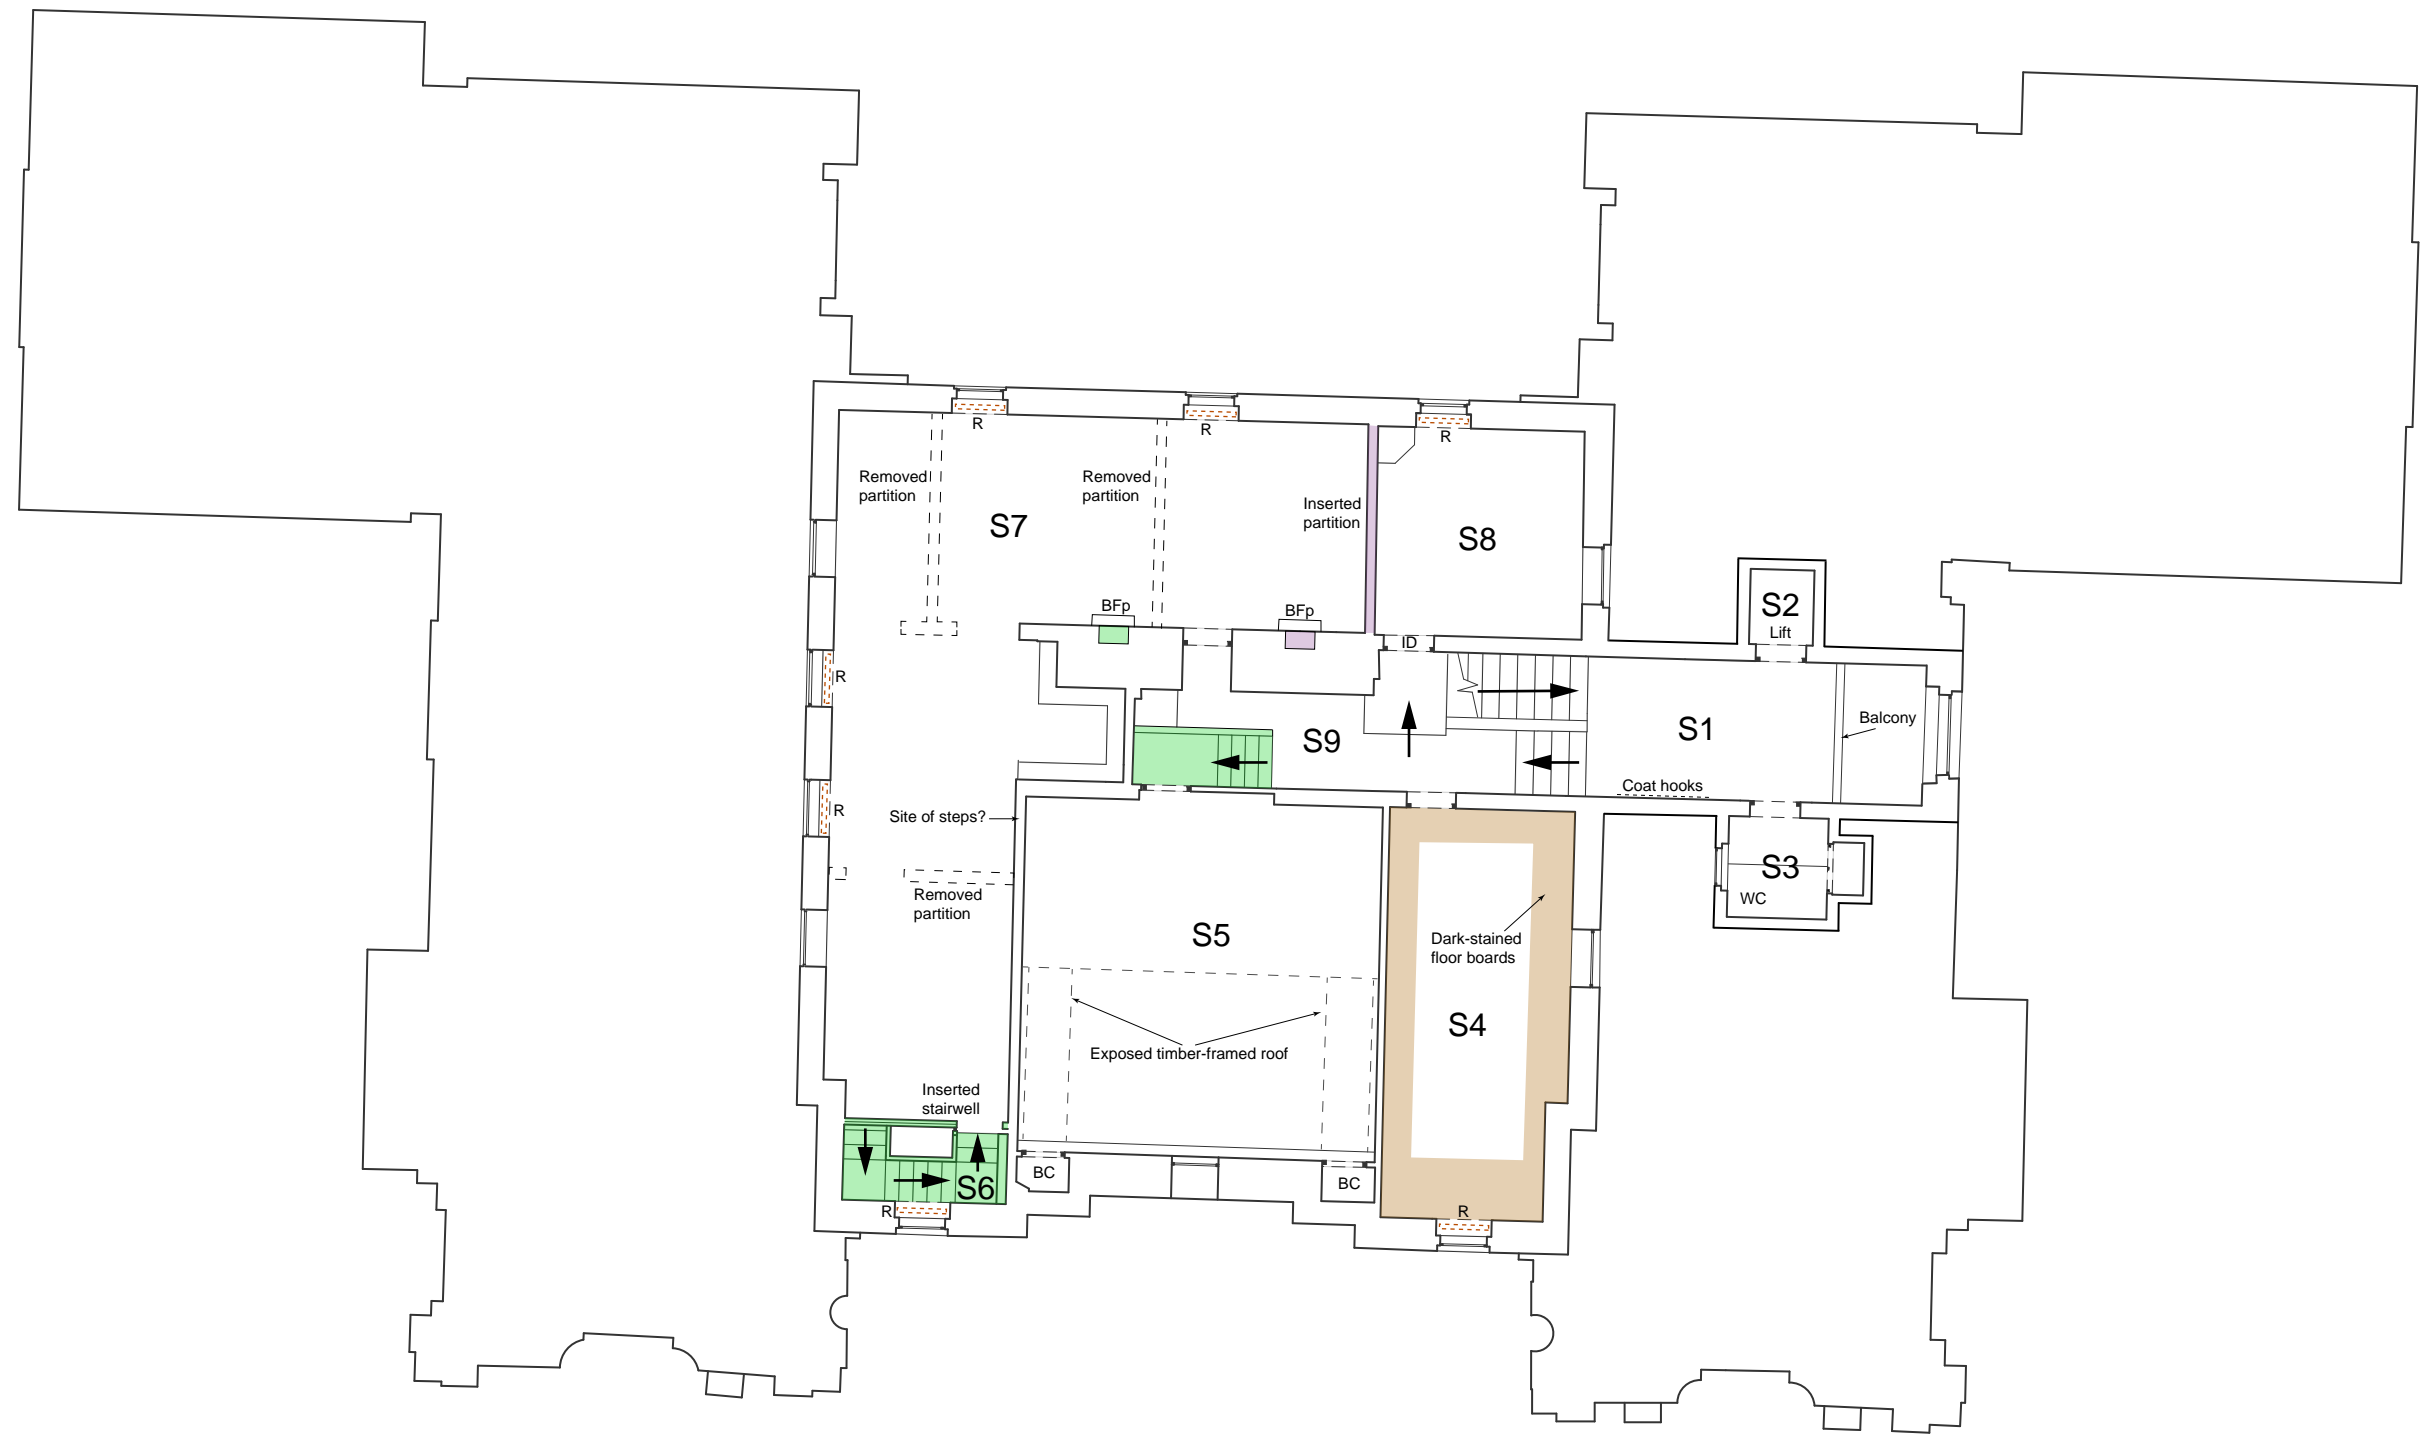 R
R
R
Removed
partition
Removed
partition
Inserted
partition
S7
S8
BFp
BFp
S2
Lift
ID
R
S1
Balcony
S9
Coat hooks
R
Site of steps?
S3
WC
Removed
partition
S5
Dark-stained
floor boards
S4
Exposed timber-framed roof
Inserted
stairwell
BC
BC
S6
R
R